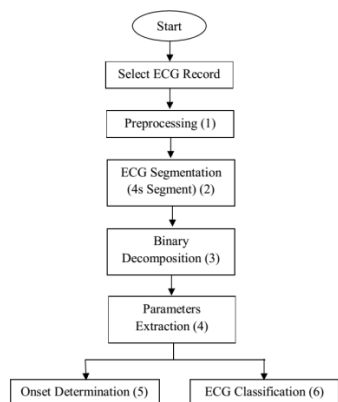 Start
Select ECG Record
Preprocessing (1)
ECG Segmentation
(4s Segment) (2)
Binary
Decomposition (3)
Parameters
Extraction (4)
Onset Determination (5)
ECG Classification (6)